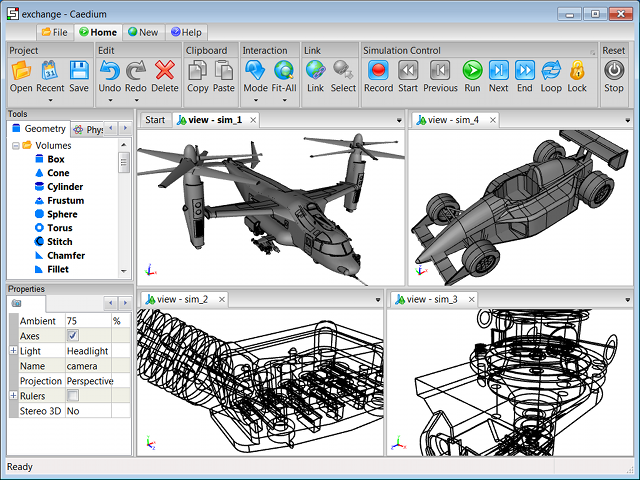 exchange - Caedium
File Home New Help
Project Edit Clipboard Interaction Link Simulation Control Reset
Open Recent Save Undo Redo Delete Copy Paste Mode Fit-All Link Select Record Start Previous Run Next End Loop Lock Stop
Tools
Geometry Phys
Volumes
Box
Cone
Cylinder
Frustum
Sphere
Torus
Stitch
Chamfer
Fillet
Properties
Ambient 75 %
Axes
Light Headlight
Name camera
Projection Perspective
Rulers
Stereo 3D No
Start view - sim_1
view - sim_4
view - sim_2
view - sim_3
Ready